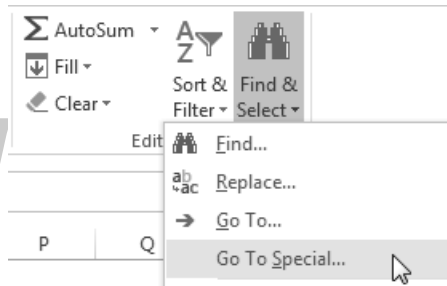 AutoSum
Fill
Clear
Sort &
Filter
Find &
Select
Edit
Find...
Replace...
Go To...
Go To Special...
P Q